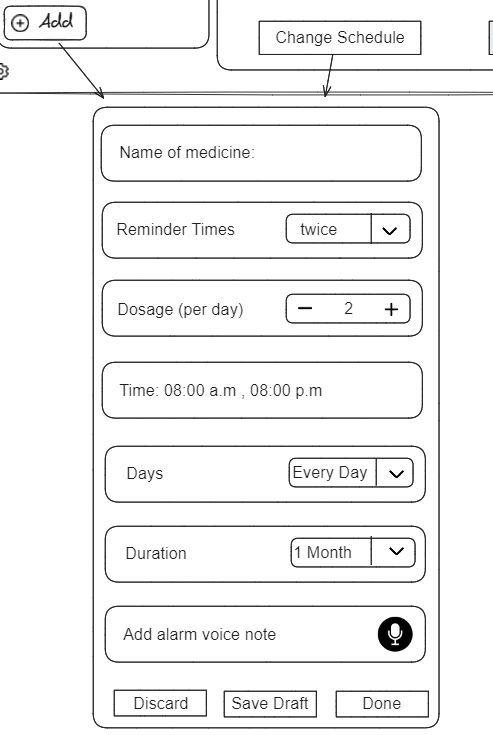 Add
Change Schedule
Name of medicine:
Reminder Times twice
Dosage (per day) 2
Time: 08:00 a.m , 08:00 p.m
Days Every Day
Duration 1 Month
Add alarm voice note
Discard Save Draft Done